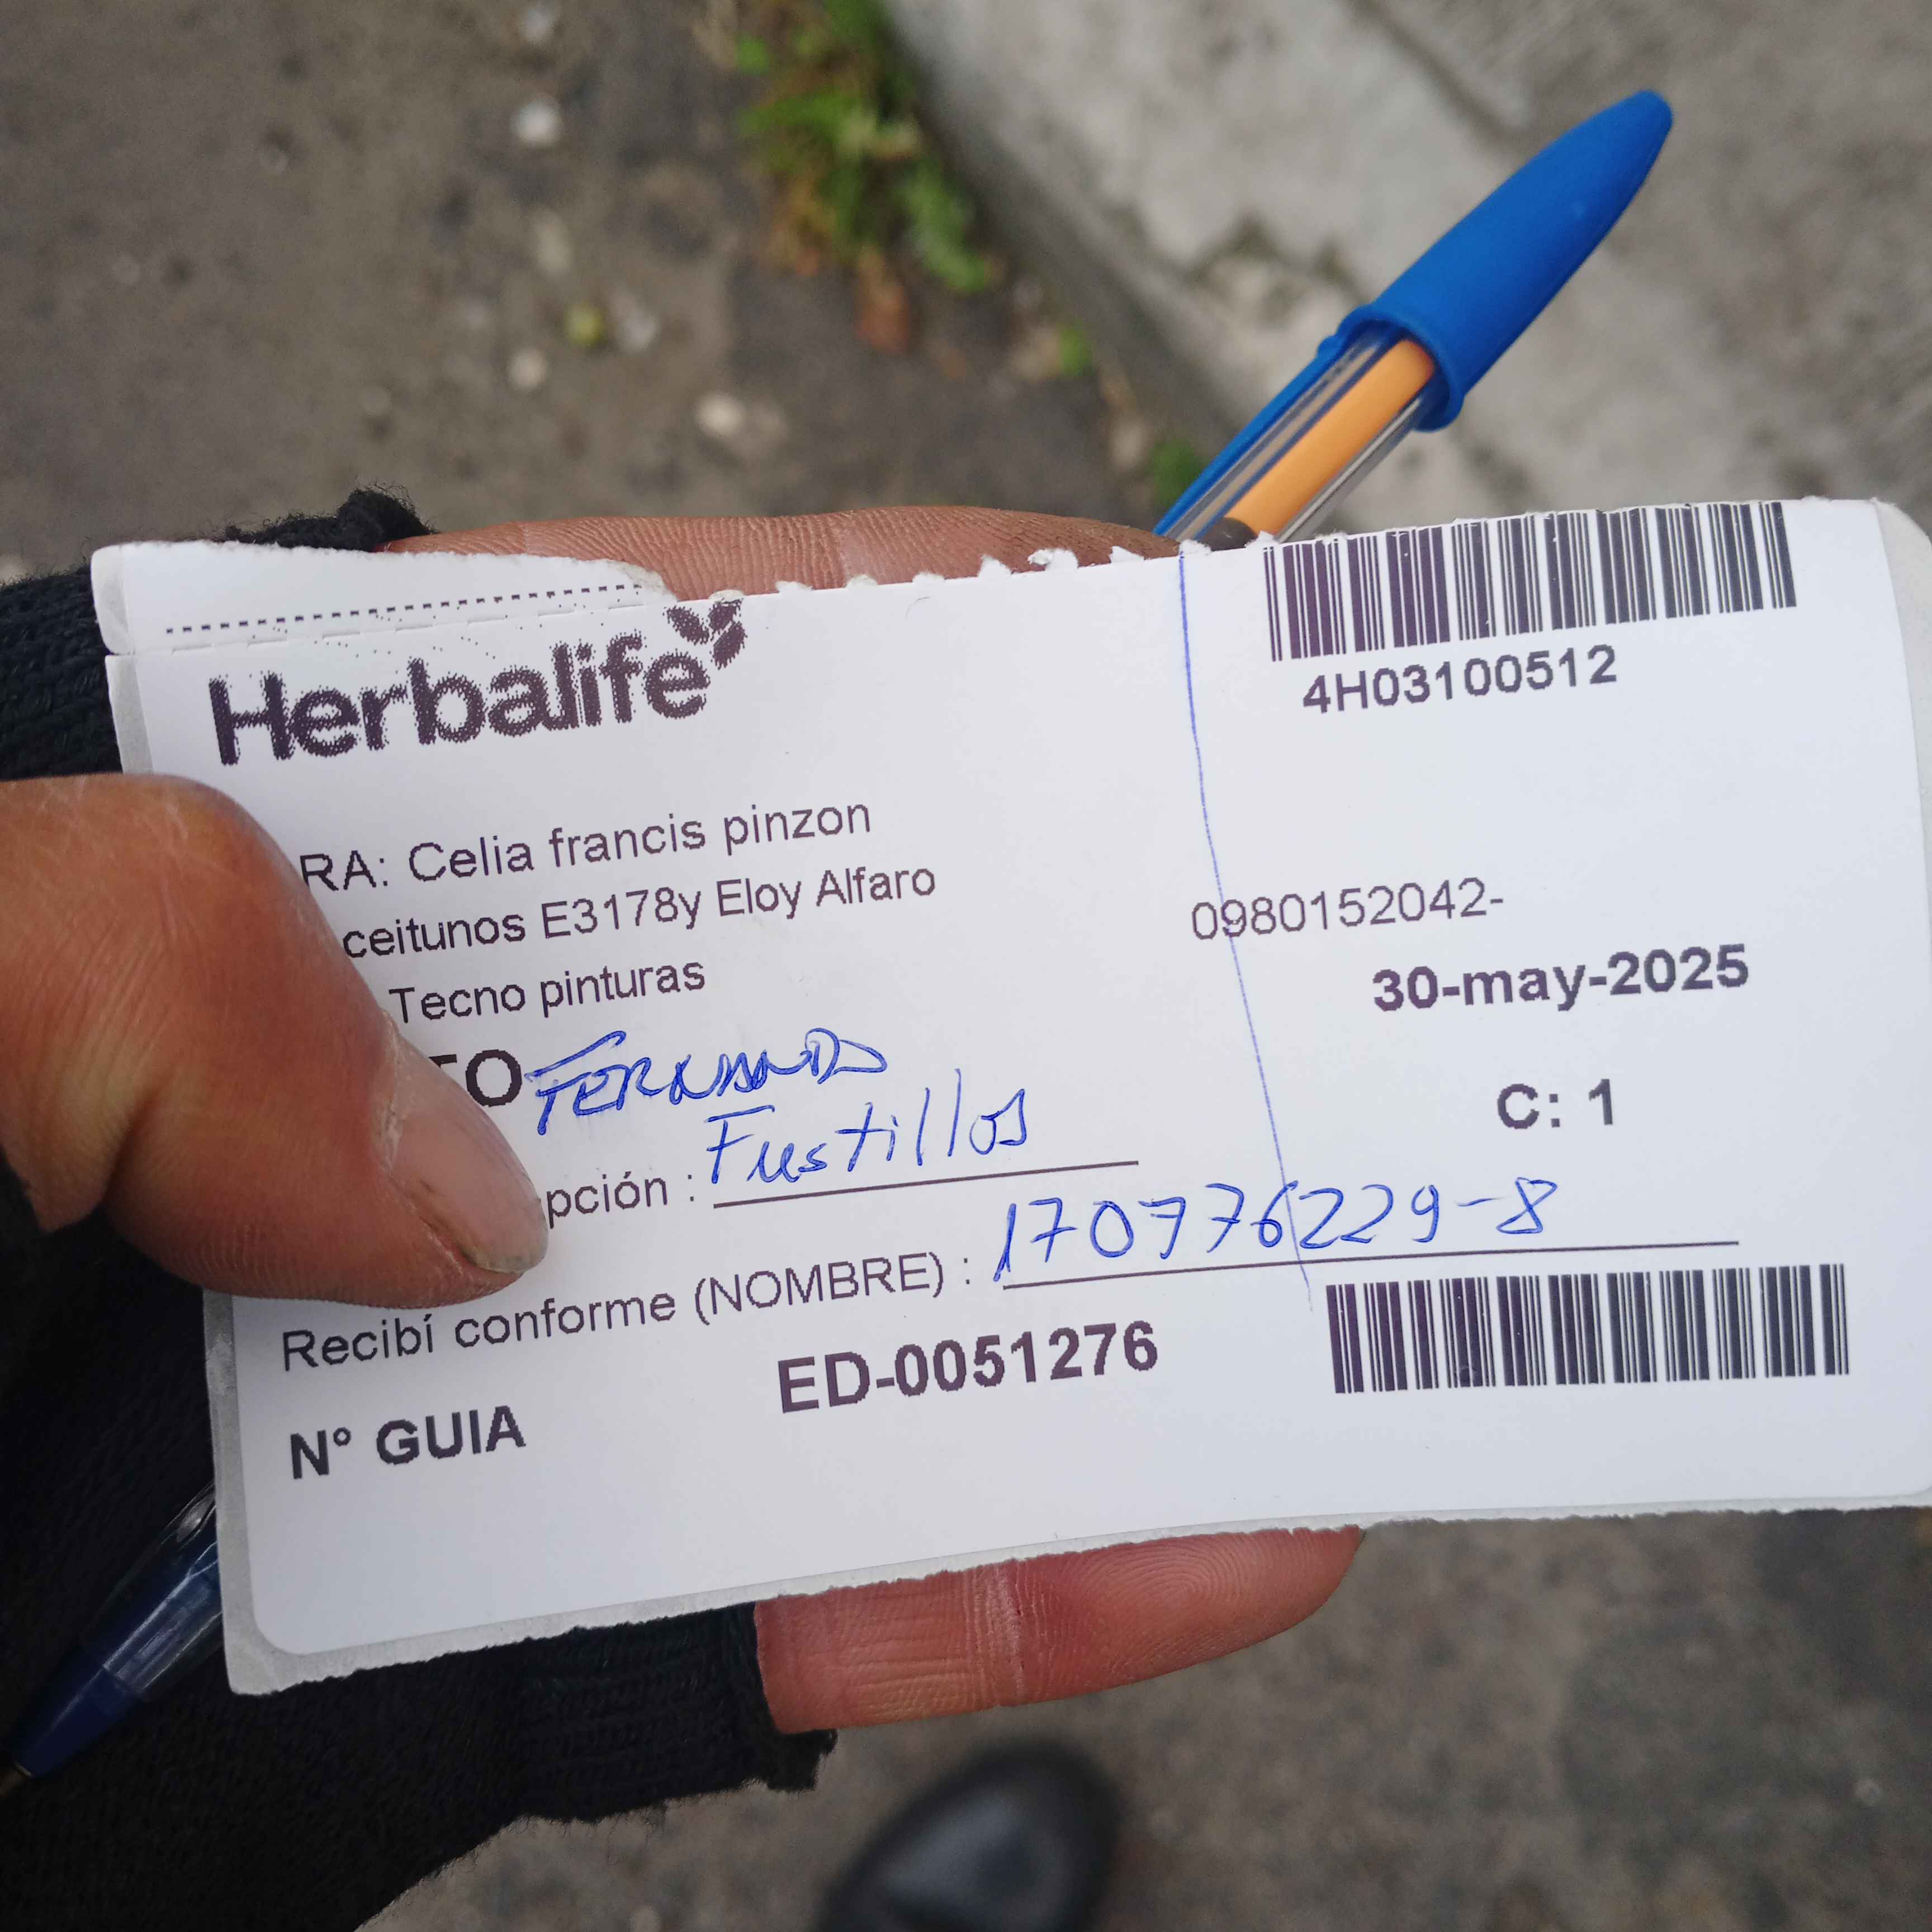 Herbalife
4H03100512
RA: Celia francis pinzon
ceitunos E3178y Eloy Alfaro
0980152042-
Tecno pinturas
30-may-2025
TO FERNANDO
C: 1
pción : Fustillos
Recibí conforme (NOMBRE) : 170776229-8
N° GUIA ED-0051276